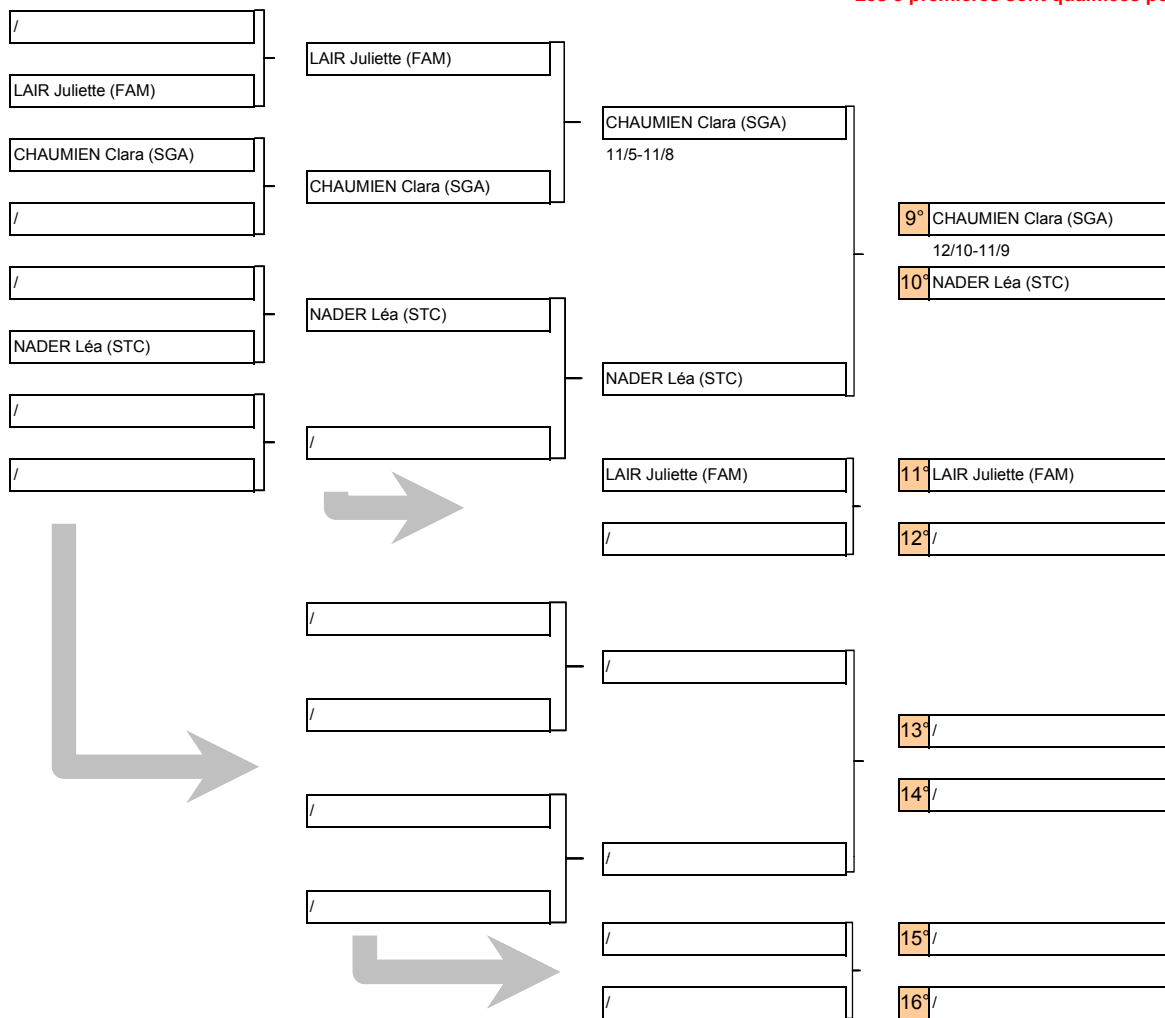 /
LAIR Juliette (FAM)
CHAUMIEN Clara (SGA)
/
/
NADER Léa (STC)
/
/
LAIR Juliette (FAM)
CHAUMIEN Clara (SGA)
NADER Léa (STC)
/
/
/
/
/
CHAUMIEN Clara (SGA)
11/5-11/8
NADER Léa (STC)
LAIR Juliette (FAM)
/
/
/
/
/
9° CHAUMIEN Clara (SGA)
12/10-11/9
10° NADER Léa (STC)
11° LAIR Juliette (FAM)
12° /
13° /
14° /
15° /
16° /